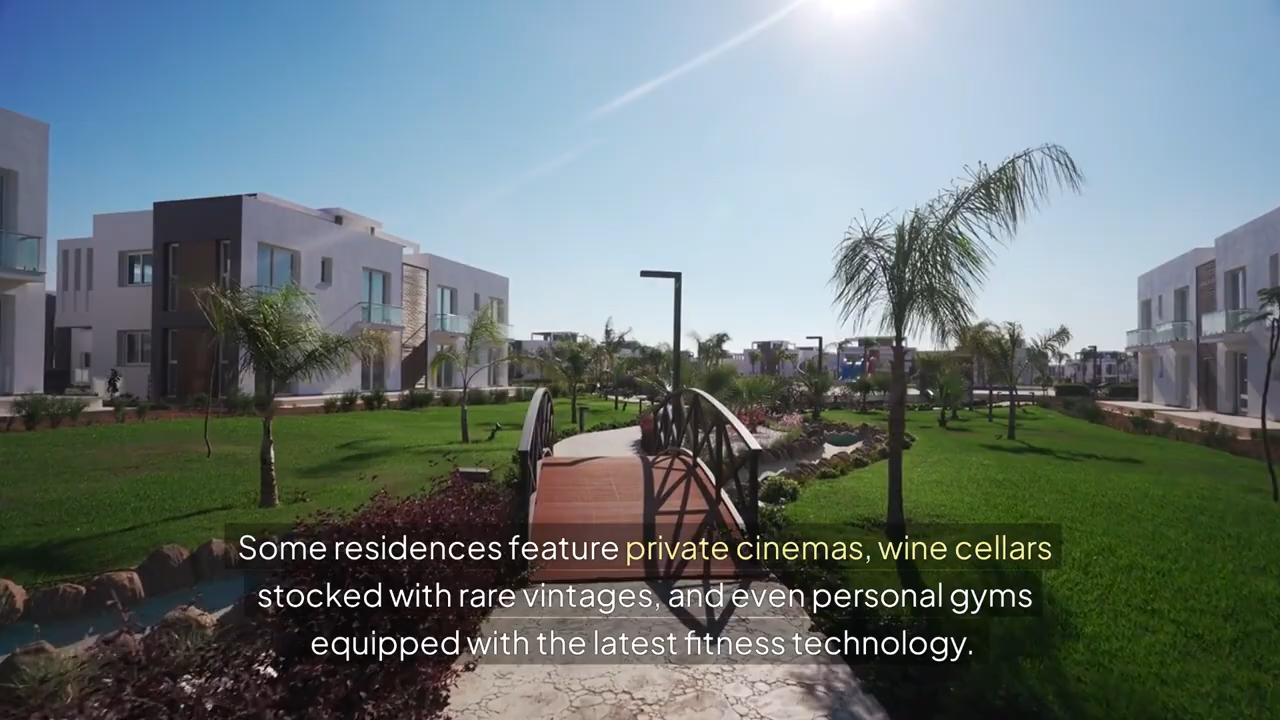 Some residences feature private cinemas, wine cellars
stocked with rare vintages, and even personal gyms
equipped with the latest fitness technology.